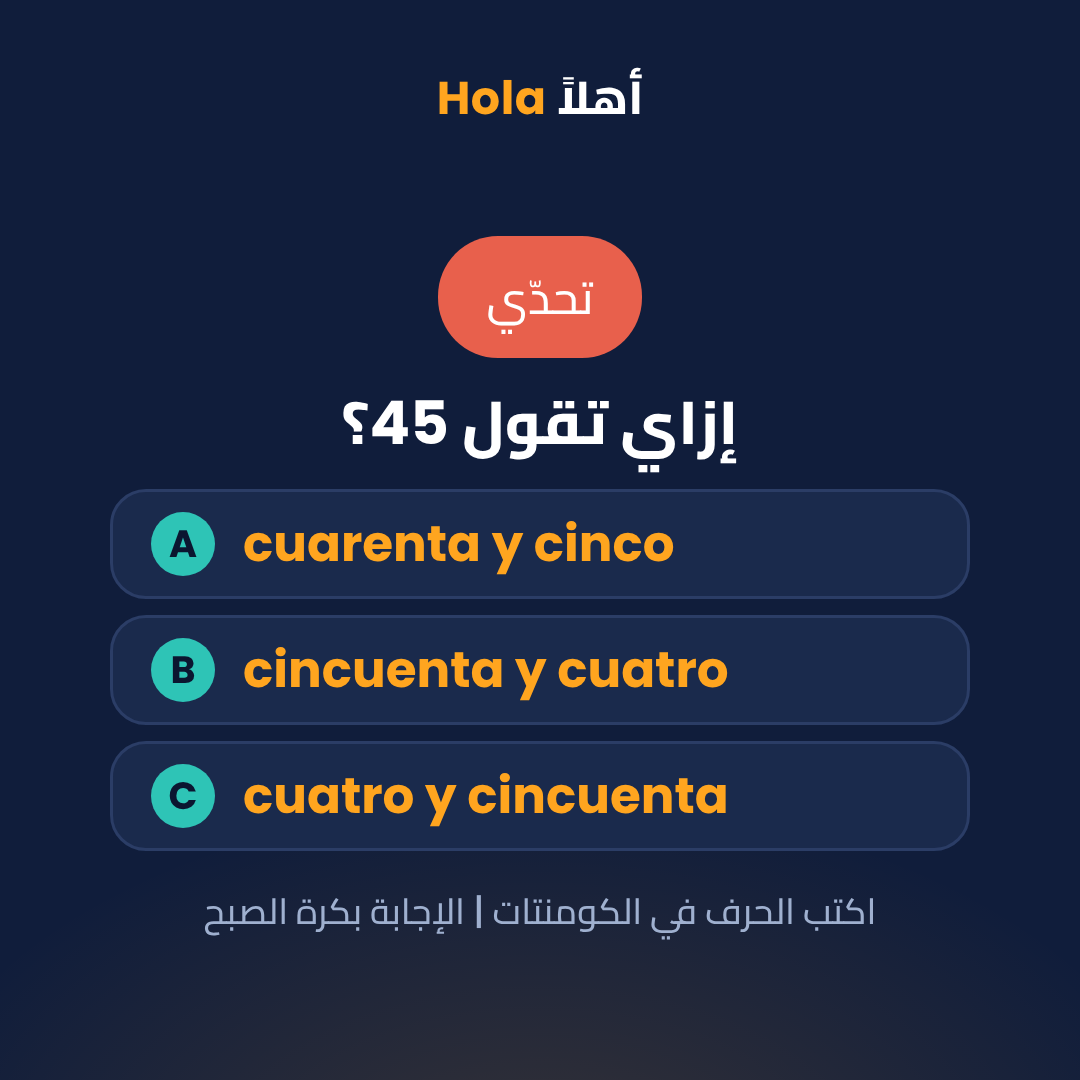 أهلاً Hola
تحدّي
إزاي تقول 45؟
A cuarenta y cinco
B cincuenta y cuatro
C cuatro y cincuenta
اكتب الحرف في الكومنتات | الإجابة بكرة الصبح